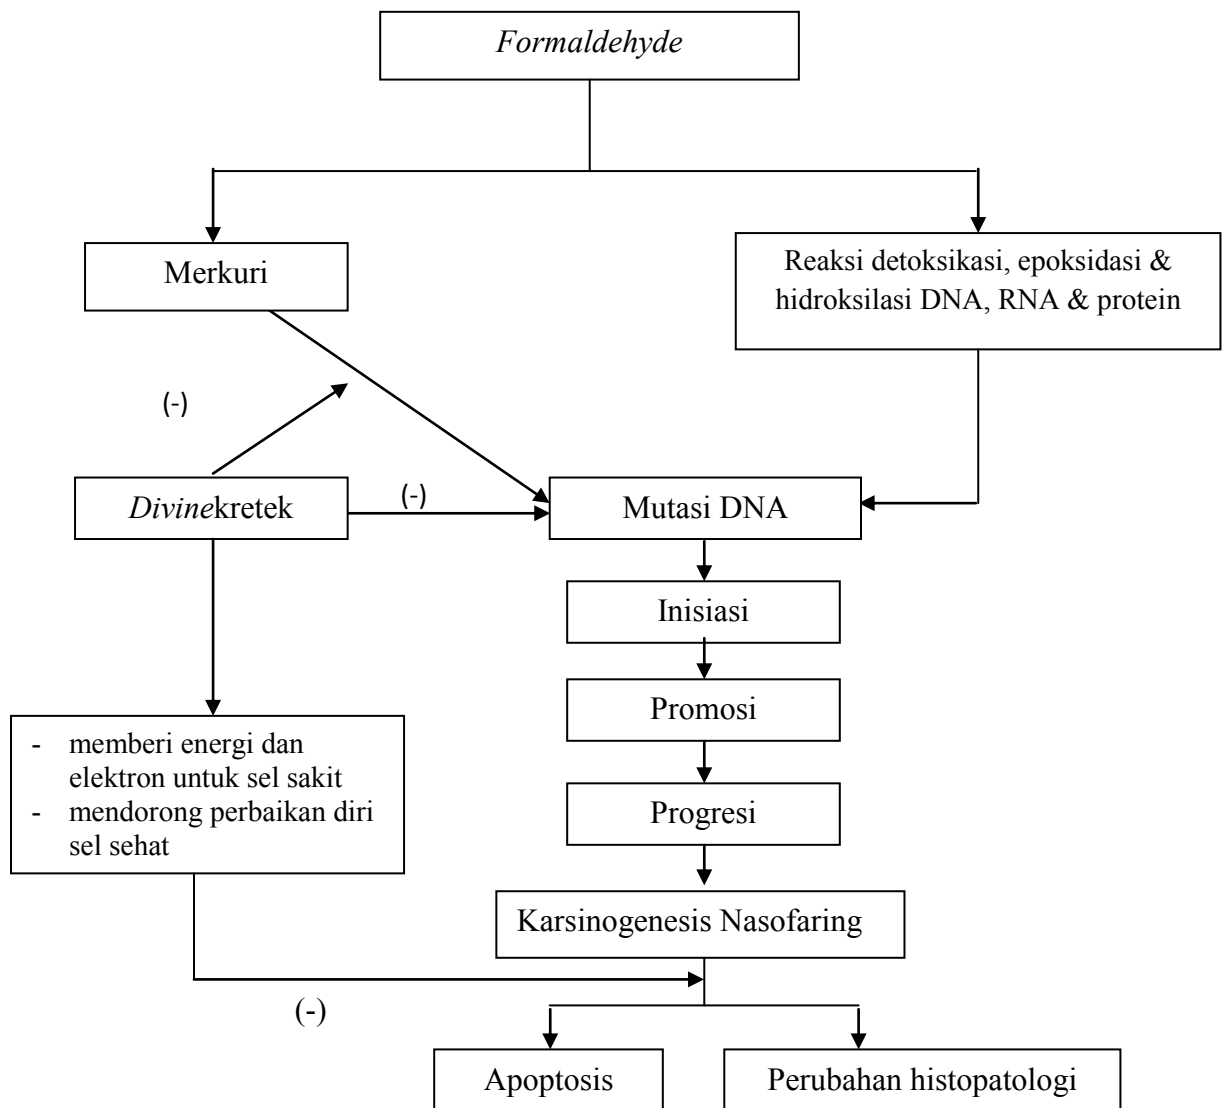 Formaldehyde
Merkuri
Reaksi detoksikasi, epoksidasi &
hidroksilasi DNA, RNA & protein
(-)
Divinekretek
(-)
Mutasi DNA
Inisiasi
Promosi
- memberi energi dan
elektron untuk sel sakit
- mendorong perbaikan diri
sel sehat
Progresi
Karsinogenesis Nasofaring
(-)
Apoptosis
Perubahan histopatologi